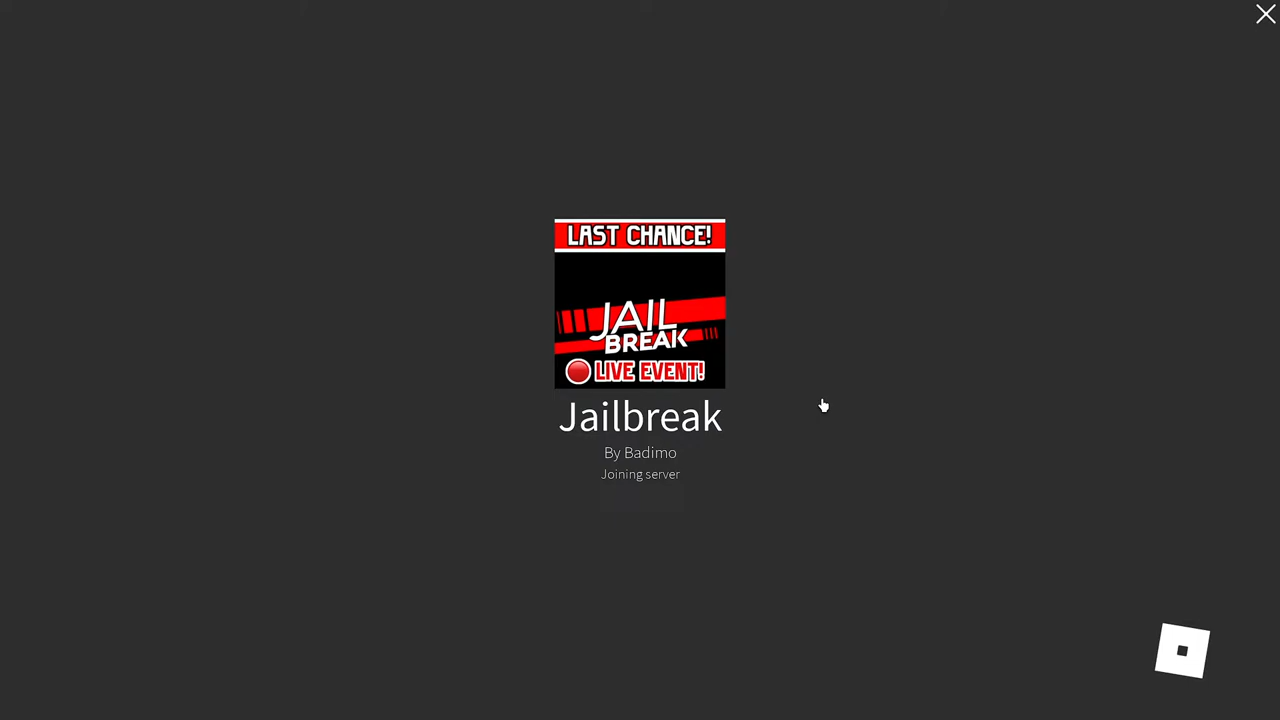 LAST CHANCE!
JAIL
BREAK
LIVE EVENT!
Jailbreak
By Badimo
Joining server